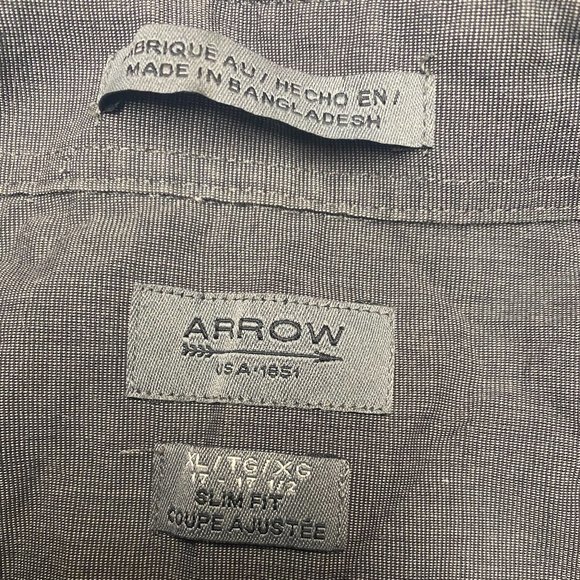 FABRIQUE AU / HECHO EN /
MADE IN BANGLADESH
ARROW
USA·1851
XL/TG/XG
17 - 17 1/2
SLIM FIT
COUPE AJUSTÉE